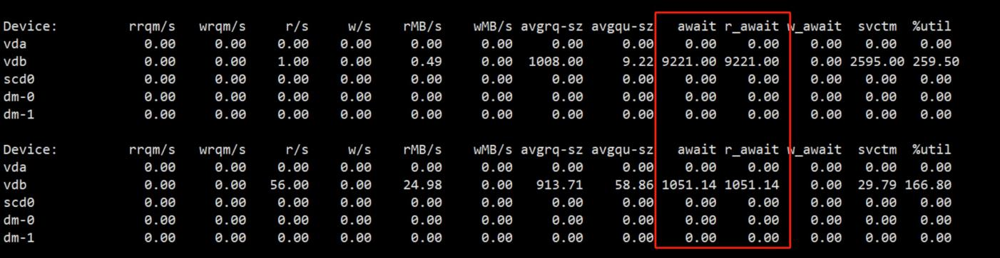 Device: rrqm/s wrqm/s r/s w/s rMB/s wMB/s avgrq-sz avgqu-sz await r_await w_await svctm %util
vda 0.00 0.00 0.00 0.00 0.00 0.00 0.00 0.00 0.00 0.00 0.00 0.00 0.00
vdb 0.00 0.00 1.00 0.00 0.49 0.00 1008.00 9.22 9221.00 9221.00 0.00 2595.00 259.50
scd0 0.00 0.00 0.00 0.00 0.00 0.00 0.00 0.00 0.00 0.00 0.00 0.00 0.00
dm-0 0.00 0.00 0.00 0.00 0.00 0.00 0.00 0.00 0.00 0.00 0.00 0.00 0.00
dm-1 0.00 0.00 0.00 0.00 0.00 0.00 0.00 0.00 0.00 0.00 0.00 0.00 0.00
Device: rrqm/s wrqm/s r/s w/s rMB/s wMB/s avgrq-sz avgqu-sz await r_await w_await svctm %util
vda 0.00 0.00 0.00 0.00 0.00 0.00 0.00 0.00 0.00 0.00 0.00 0.00 0.00
vdb 0.00 0.00 56.00 0.00 24.98 0.00 913.71 58.86 1051.14 1051.14 0.00 29.79 166.80
scd0 0.00 0.00 0.00 0.00 0.00 0.00 0.00 0.00 0.00 0.00 0.00 0.00 0.00
dm-0 0.00 0.00 0.00 0.00 0.00 0.00 0.00 0.00 0.00 0.00 0.00 0.00 0.00
dm-1 0.00 0.00 0.00 0.00 0.00 0.00 0.00 0.00 0.00 0.00 0.00 0.00 0.00